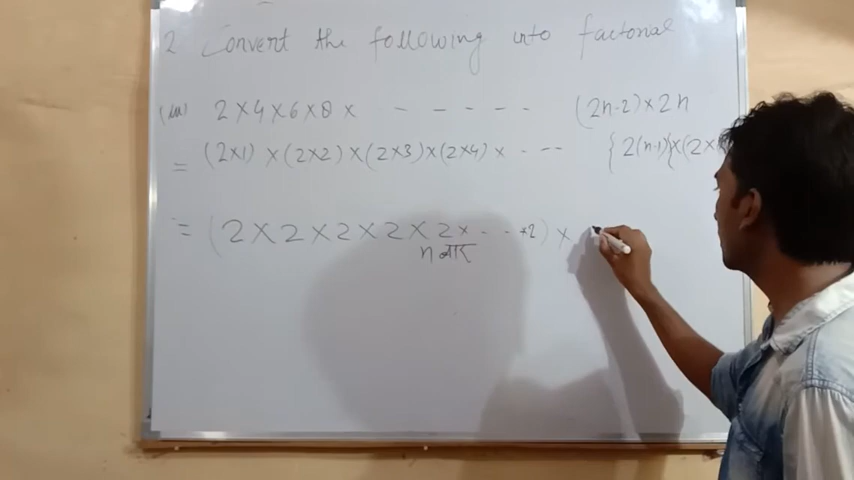 2 Convert the following into factorial
(iii) 2×4×6×8× - - - - - - (2n-2)×2n
= (2×1)×(2×2)×(2×3)×(2×4)× - - - {2(n-1)}×(2×
= (2×2×2×2×2×- - - ×2)×
n बार